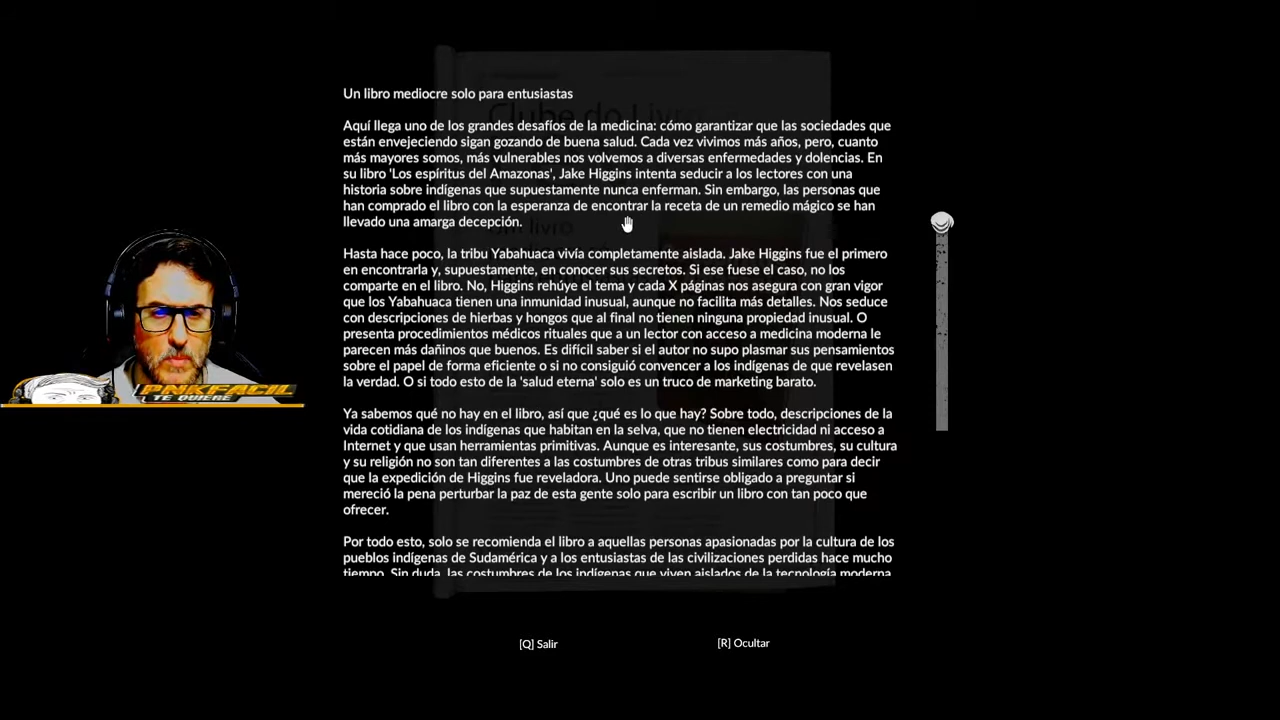 Clube do Livro
Un libro mediocre solo para entusiastas
Aquí llega uno de los grandes desafíos de la medicina: cómo garantizar que las sociedades que
están envejeciendo sigan gozando de buena salud. Cada vez vivimos más años, pero, cuanto
más mayores somos, más vulnerables nos volvemos a diversas enfermedades y dolencias. En
su libro 'Los espíritus del Amazonas', Jake Higgins intenta seducir a los lectores con una
historia sobre indígenas que supuestamente nunca enferman. Sin embargo, las personas que
han comprado el libro con la esperanza de encontrar la receta de un remedio mágico se han
llevado una amarga decepción.
Hasta hace poco, la tribu Yabahuaca vivía completamente aislada. Jake Higgins fue el primero
en encontrarla y, supuestamente, en conocer sus secretos. Si ese fuese el caso, no los
comparte en el libro. No, Higgins rehúye el tema y cada X páginas nos asegura con gran vigor
que los Yabahuaca tienen una inmunidad inusual, aunque no facilita más detalles. Nos seduce
con descripciones de hierbas y hongos que al final no tienen ninguna propiedad inusual. O
presenta procedimientos médicos rituales que a un lector con acceso a medicina moderna le
parecen más dañinos que buenos. Es difícil saber si el autor no supo plasmar sus pensamientos
sobre el papel de forma eficiente o si no consiguió convencer a los indígenas de que revelasen
la verdad. O si todo esto de la 'salud eterna' solo es un truco de marketing barato.
Ya sabemos qué no hay en el libro, así que ¿qué es lo que hay? Sobre todo, descripciones de la
vida cotidiana de los indígenas que habitan en la selva, que no tienen electricidad ni acceso a
Internet y que usan herramientas primitivas. Aunque es interesante, sus costumbres, su cultura
y su religión no son tan diferentes a las costumbres de otras tribus similares como para decir
que la expedición de Higgins fue reveladora. Uno puede sentirse obligado a preguntar si
mereció la pena perturbar la paz de esta gente solo para escribir un libro con tan poco que
ofrecer.
Por todo esto, solo se recomienda el libro a aquellas personas apasionadas por la cultura de los
pueblos indígenas de Sudamérica y a los entusiastas de las civilizaciones perdidas hace mucho
tiempo. Sin duda, las costumbres de los indígenas que viven aislados de la tecnología moderna
PNKFACIL
TE QUIERE
[Q] Salir
[R] Ocultar